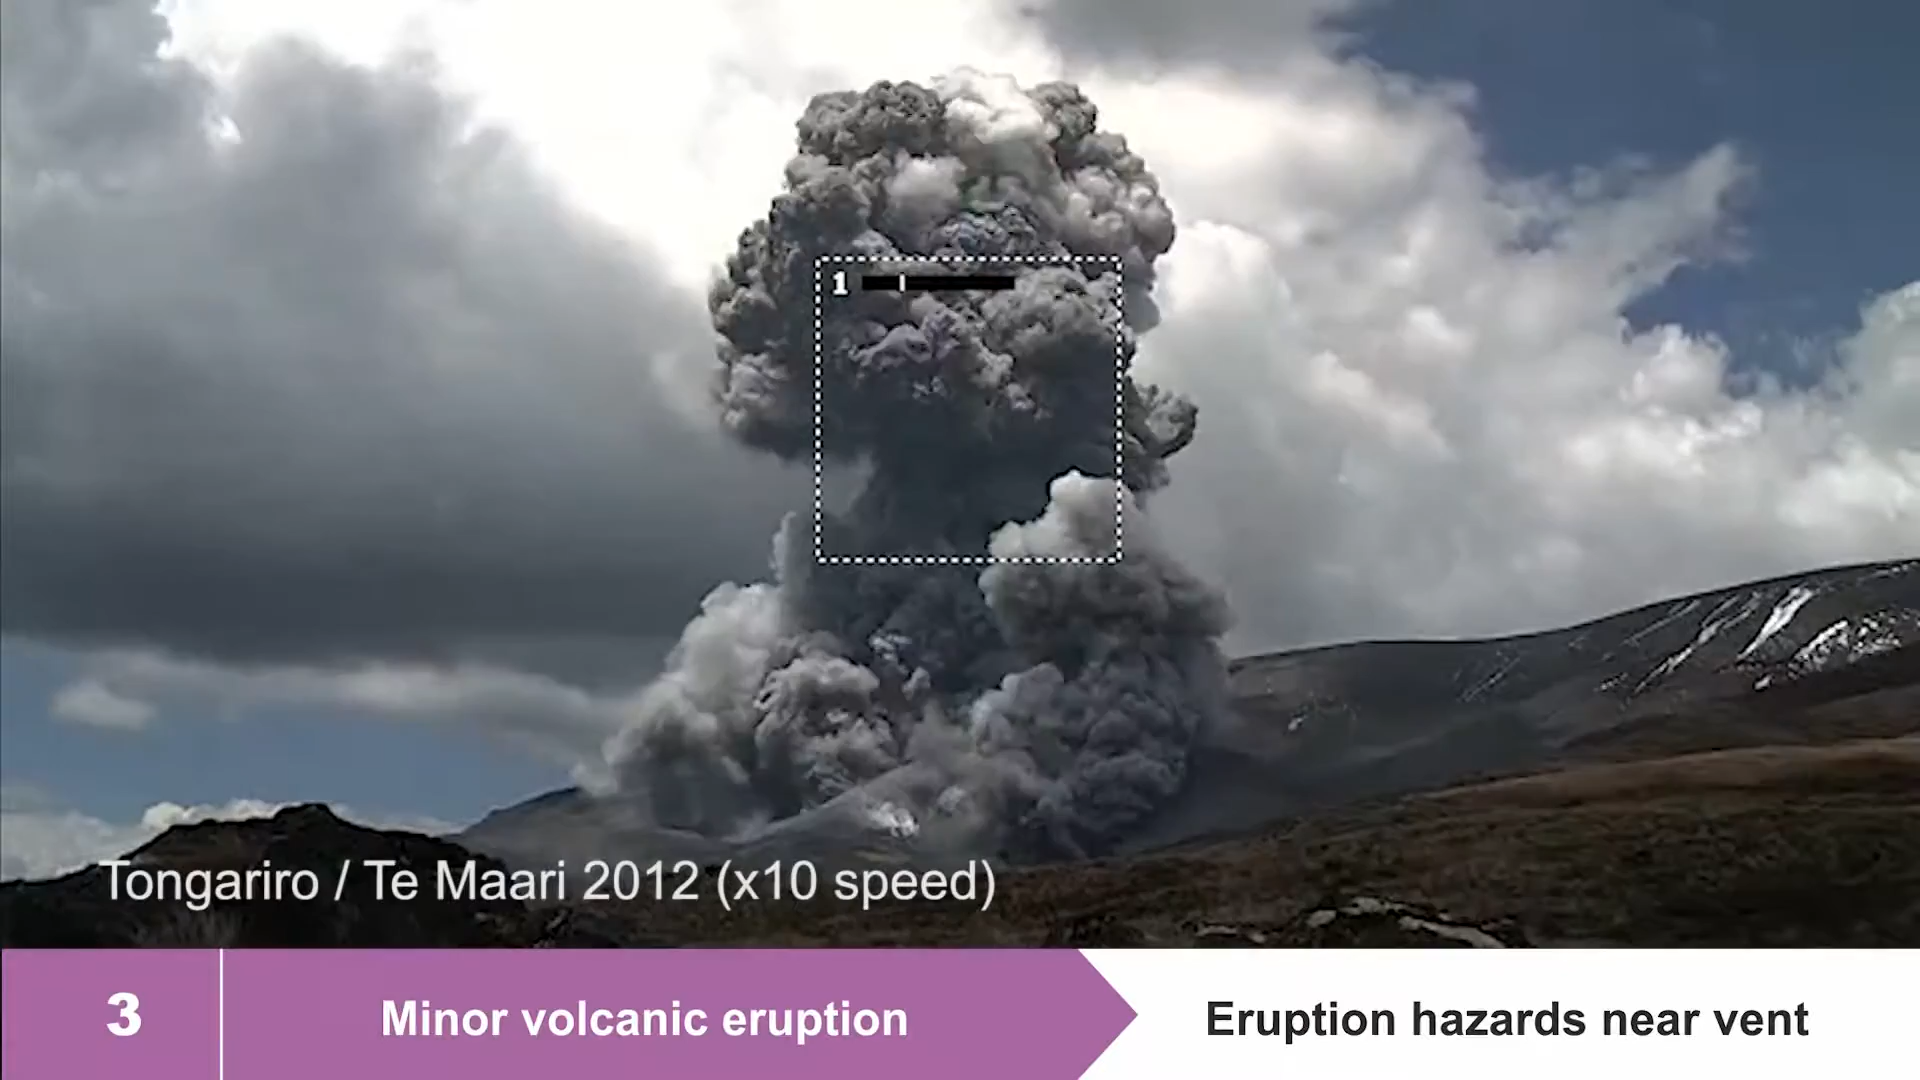 1
Tongariro / Te Maari 2012 (x10 speed)
3
Minor volcanic eruption
Eruption hazards near vent